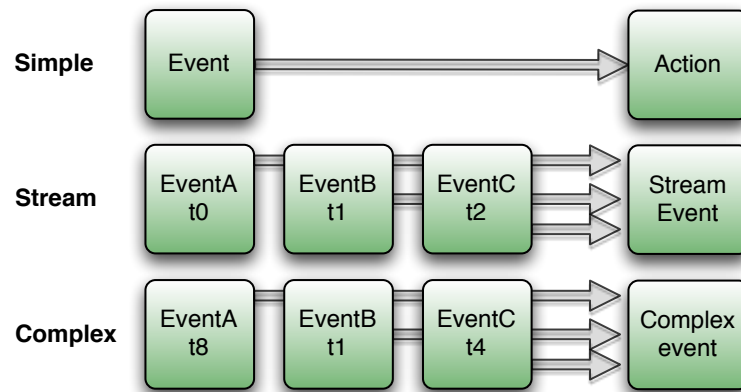 Simple
Event
Action
Stream
EventA
t0
EventB
t1
EventC
t2
Stream
Event
Complex
EventA
t8
EventB
t1
EventC
t4
Complex
event